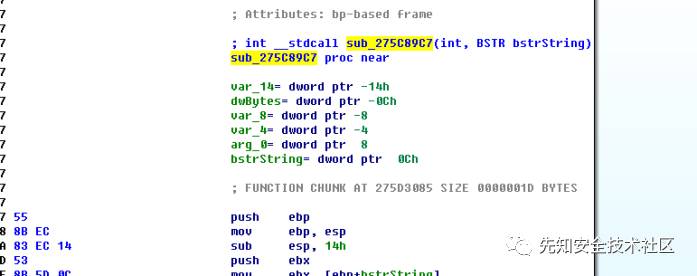 7 ; Attributes: bp-based frame
7
7 ; int __stdcall sub_275C89C7(int, BSTR bstrString)
7 sub_275C89C7 proc near
7
7 var_14= dword ptr -14h
7 dwBytes= dword ptr -0Ch
7 var_8= dword ptr -8
7 var_4= dword ptr -4
7 arg_0= dword ptr  8
7 bstrString= dword ptr  0Ch
7
7 ; FUNCTION CHUNK AT 275D3085 SIZE 0000001D BYTES
7
7 55 push ebp
8 8B EC mov ebp, esp
A 83 EC 14 sub esp, 14h
D 53 push ebx
E 8B 5D 0C mov ebx, [ebp+bstrString]
先知安全技术社区